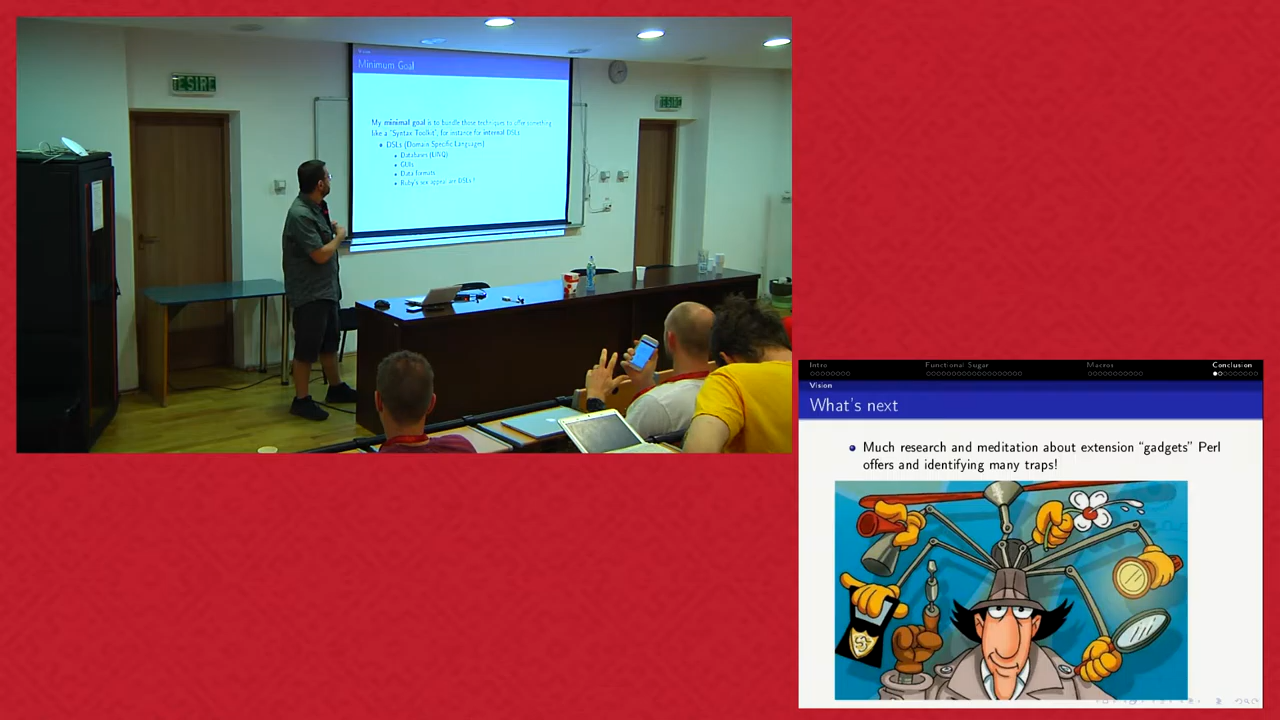 IEȘIRE
IEȘIRE
Vision
Minimum Goal
My minimal goal is to bundle those techniques to offer something
like a "Syntax Toolkit", for instance for internal DSLs
DSLs (Domain Specific Languages)
Databases (LINQ)
GUIs
Data formats
Ruby's sex appeal are DSLs!
Intro
Functional Sugar
Macros
Conclusion
Vision
What's next
Much research and meditation about extension “gadgets” Perl
offers and identifying many traps!